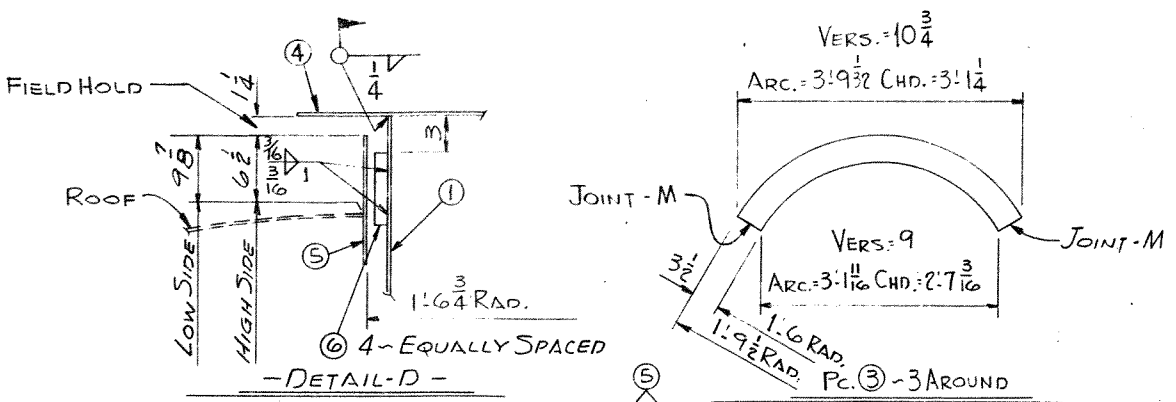 FIELD HOLD
1 1/4
④
1/4
3
9 7/8
6 1/2
3/16
3/16
1
ROOF
①
⑤
LOW SIDE
HIGH SIDE
1'-6 3/4 RAD.
⑥ 4~EQUALLY SPACED
-DETAIL-D-
VERS.=10 3/4
ARC.=3'-9 1/32 CHD.=3'-1 1/4
JOINT-M
JOINT-M
VERS.=9
ARC.=3'-1 11/16 CHD.=2'-7 3/16
3 1/2
1'-6 RAD.
1'-9 1/2 RAD.
⑤
PC. ③ ~3 AROUND